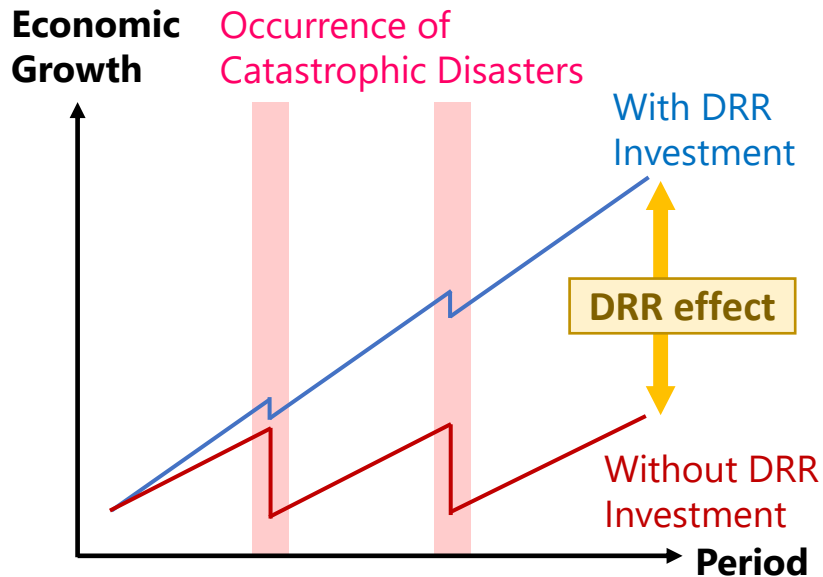 Economic
Growth
Occurrence of
Catastrophic Disasters
With DRR
Investment
DRR effect
Without DRR
Investment
Period